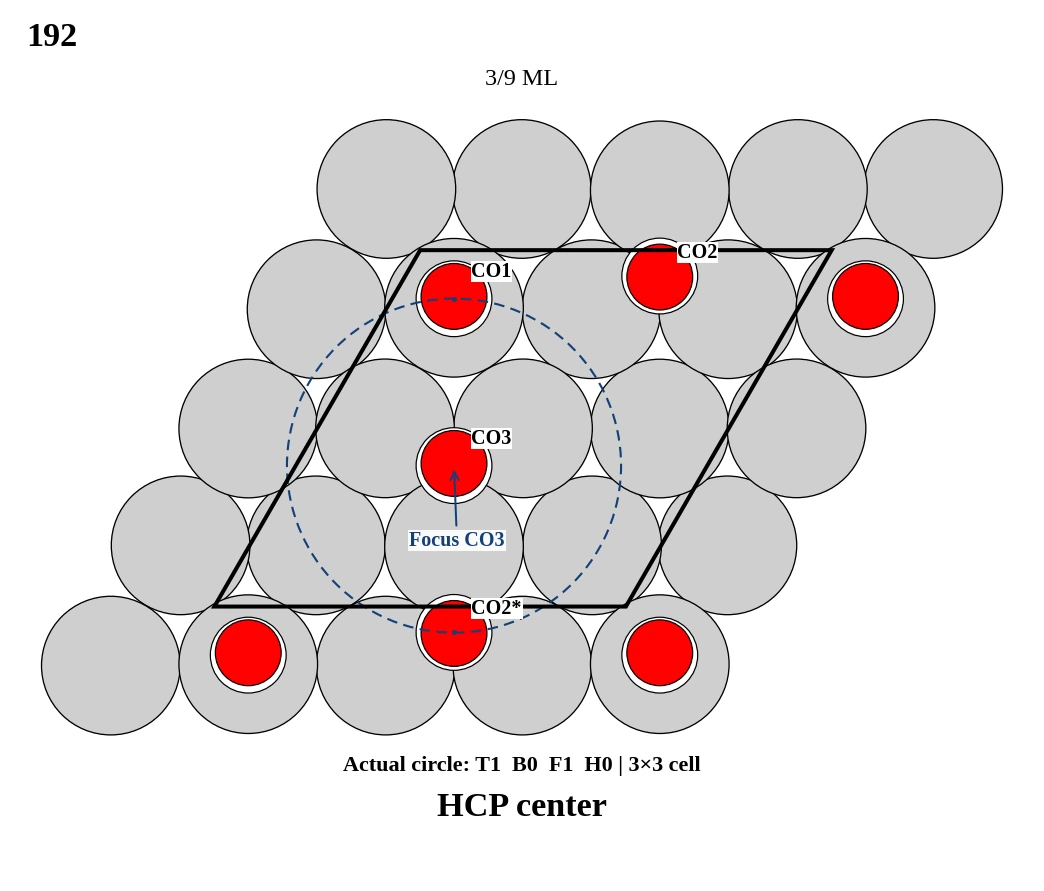 192
3/9 ML
CO2
CO1
CO3
Focus CO3
CO2*
Actual circle: T1 B0 F1 H0 | 3×3 cell
HCP center